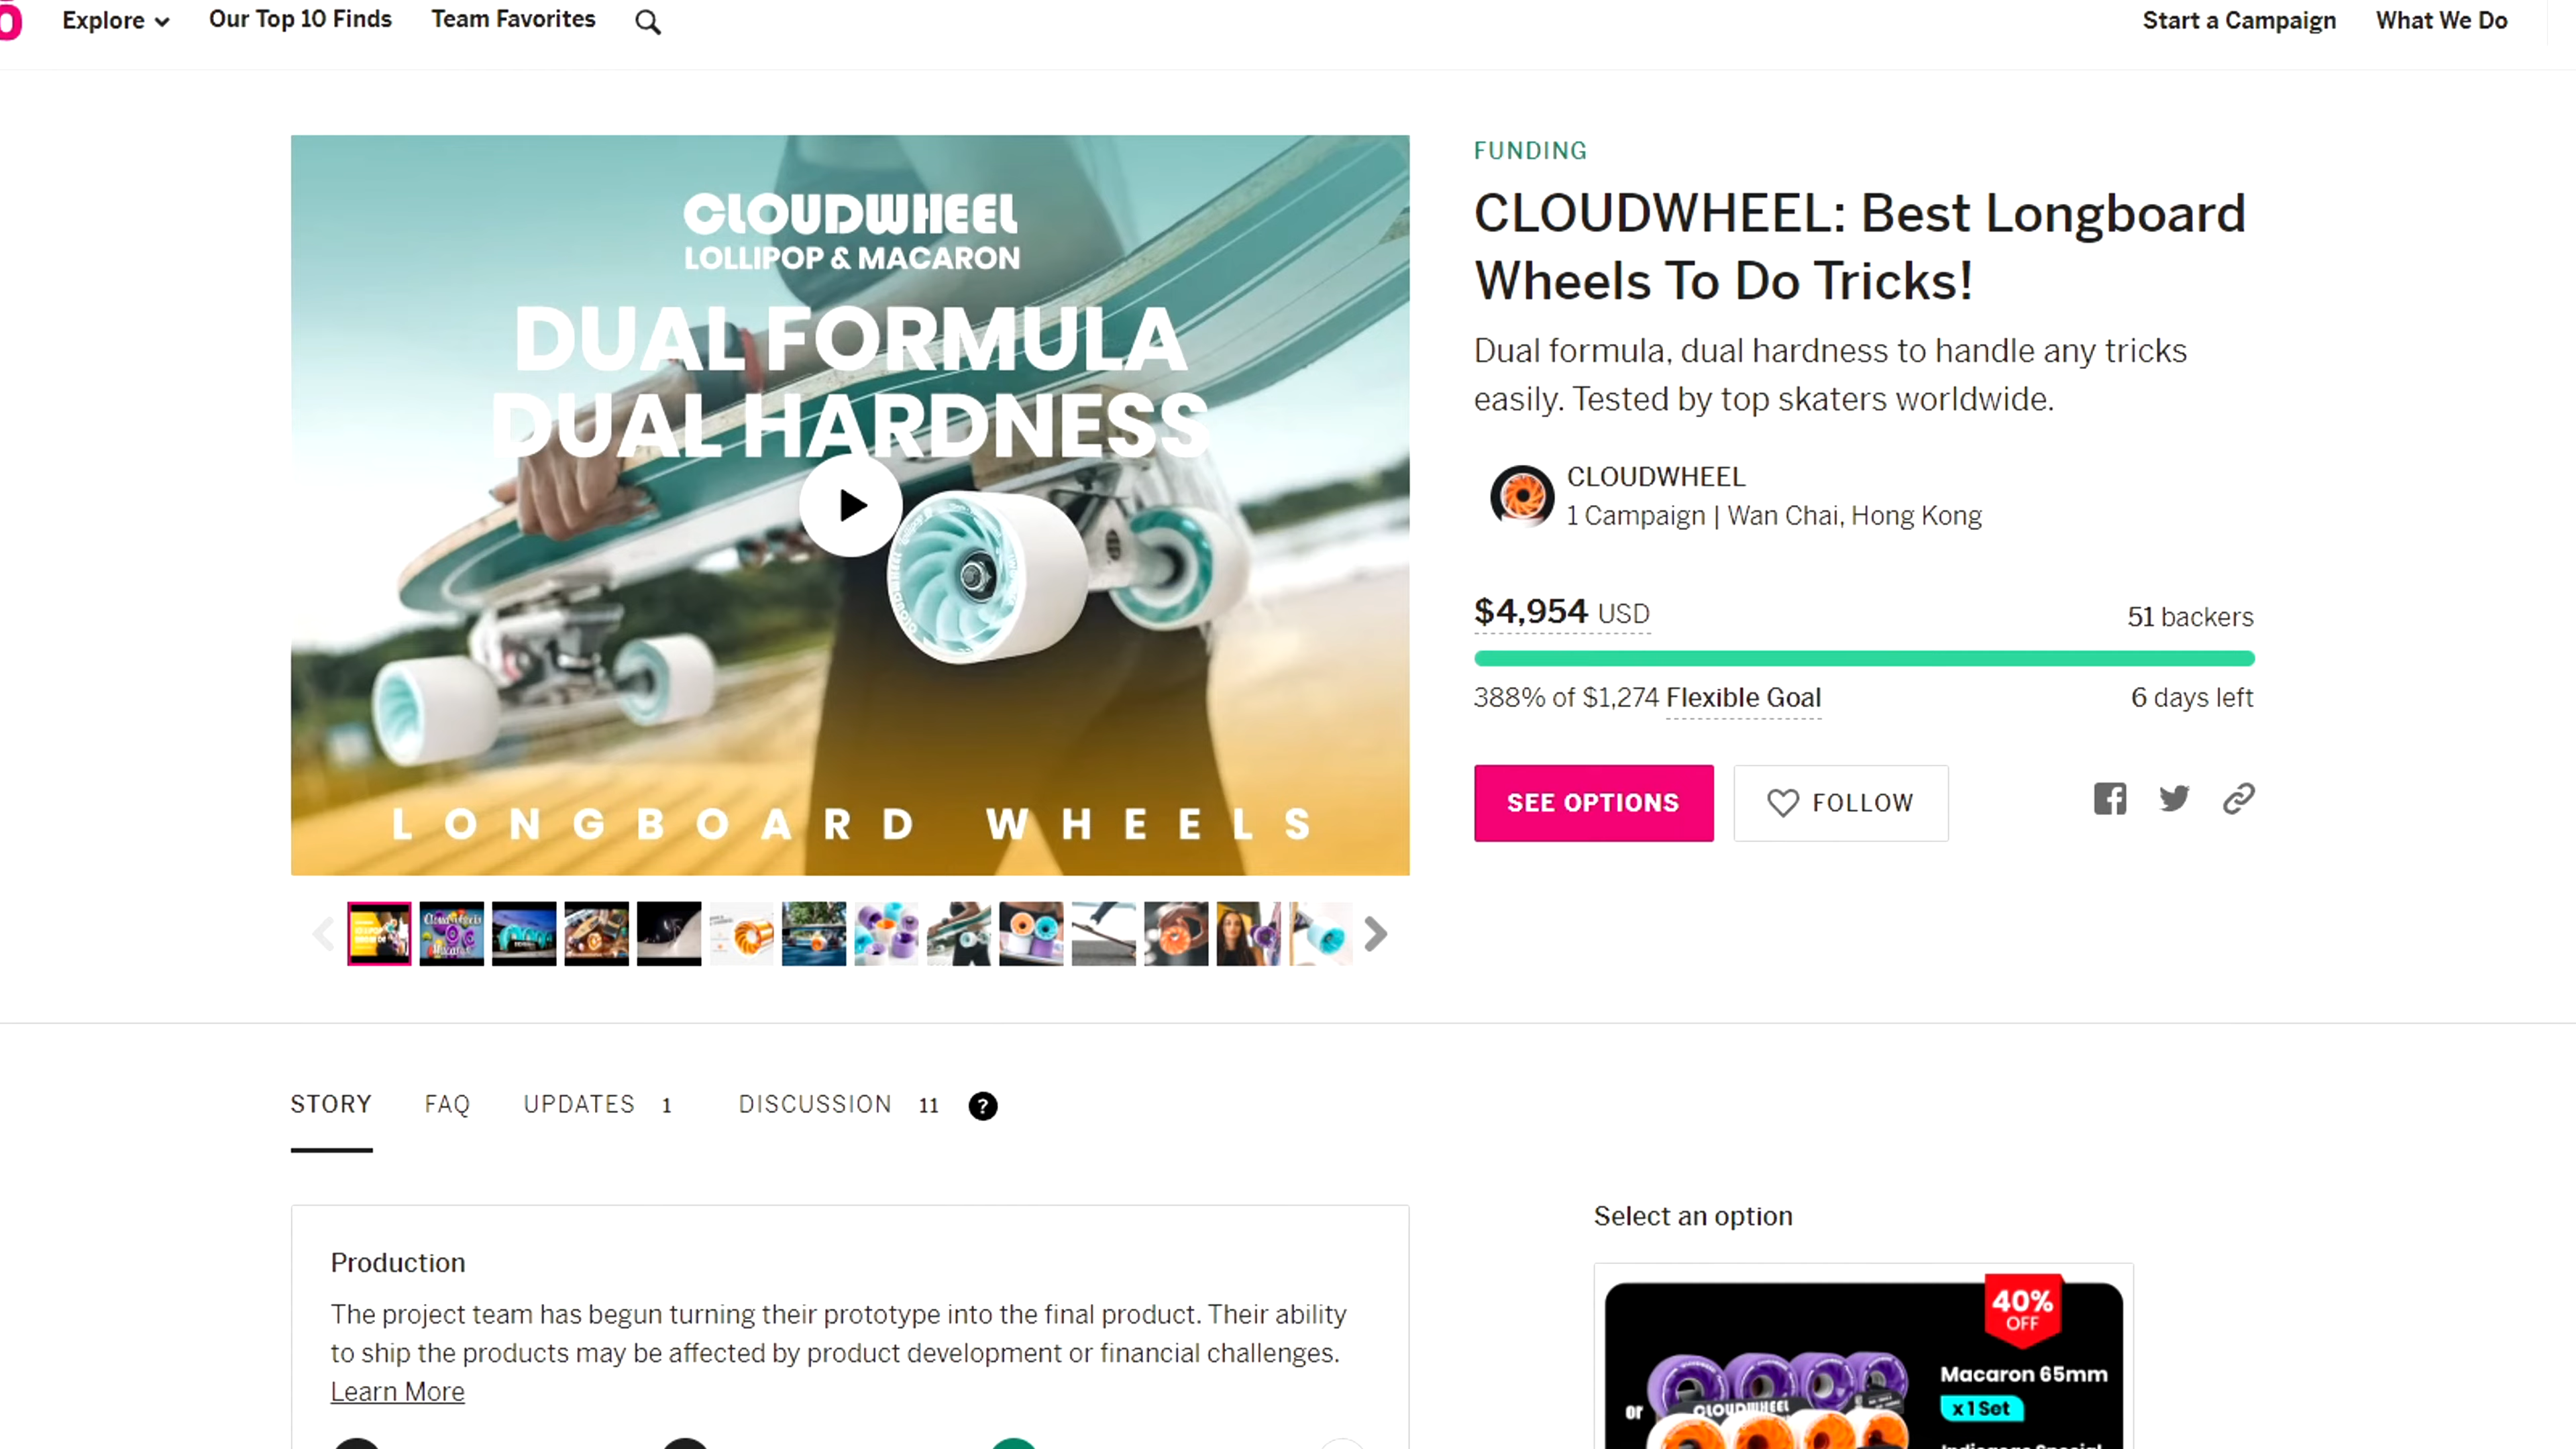 Explore
Our Top 10 Finds
Team Favorites
Start a Campaign
What We Do
CLOUDWHEEL
LOLLIPOP & MACARON
DUAL FORMULA
DUAL HARDNESS
LONGBOARD WHEELS
FUNDING
CLOUDWHEEL: Best Longboard
Wheels To Do Tricks!
Dual formula, dual hardness to handle any tricks
easily. Tested by top skaters worldwide.
CLOUDWHEEL
1 Campaign | Wan Chai, Hong Kong
$4,954 USD
51 backers
388% of $1,274 Flexible Goal
6 days left
SEE OPTIONS
FOLLOW
STORY
FAQ
UPDATES 1
DISCUSSION 11
?
Production
The project team has begun turning their prototype into the final product. Their ability
to ship the products may be affected by product development or financial challenges.
Learn More
Select an option
40%
OFF
Macaron 65mm
x 1 Set
or
CLOUDWHEEL